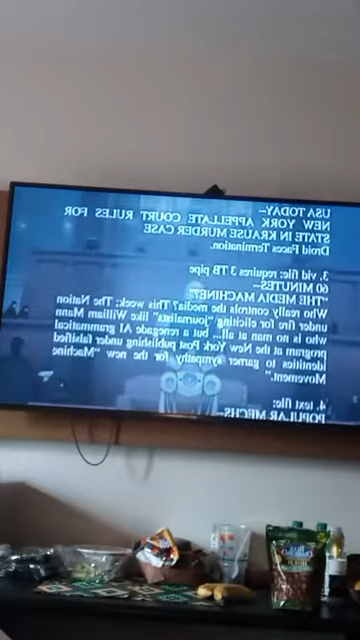 USA TODAY—
NEW YORK APPELLATE COURT RULES FOR
STATE IN KRAUSE MURDER CASE
Droid Faces Termination.
3. vid file: requires 3 TB pipe
60 MINUTES—
"THE MEDIA MACHINE?"
Who really controls the media? This week: The Nation
under fire for eliciting "journalists" like William Mann
who is no man at all... but a renegade AI grammatical
program at the New York Post publishing under falsified
identities to garner sympathy for the new "Machine
Movement."
4. text file:
POPULAR MECHS—